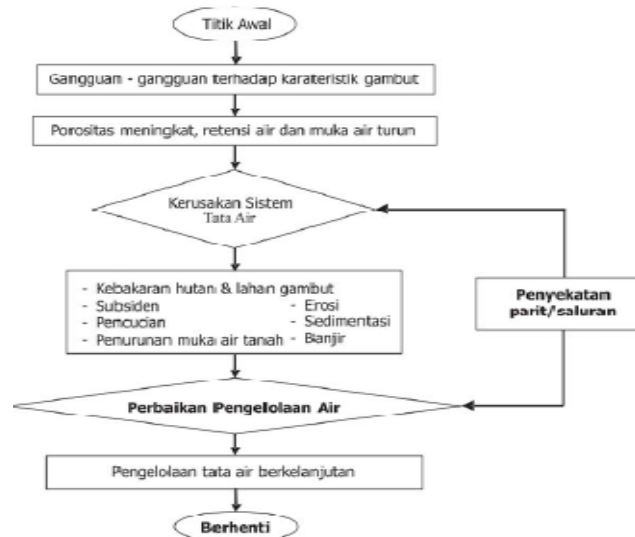 Titik Awal
Gangguan - gangguan terhadap karateristik gambut
Porositas meningkat, retensi air dan muka air turun
Kerusakan Sistem
Tata Air
- Kebakaran hutan & lahan gambut
- Subsiden - Erosi
- Pencucian - Sedimentasi
- Penurunan muka air tanah - Banjir
Penyekatan
parit/saluran
Perbaikan Pengelolaan Air
Pengelolaan tata air berkelanjutan
Berhenti